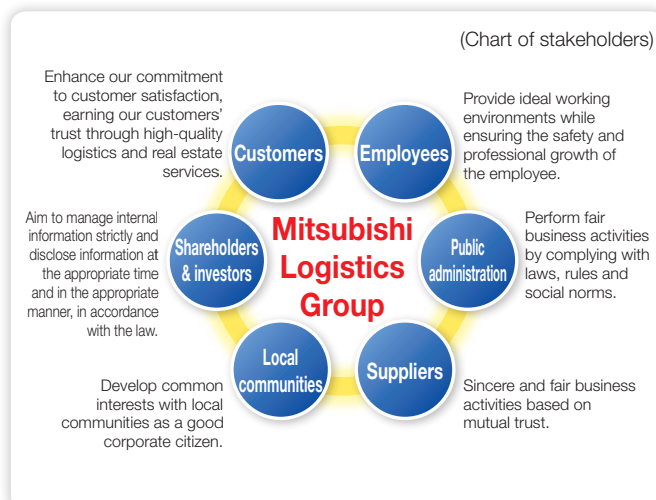 (Chart of stakeholders)
Enhance our commitment
to customer satisfaction,
earning our customers’
trust through high-quality
logistics and real estate
services.
Customers
Employees
Provide ideal working
environments while
ensuring the safety and
professional growth of
the employee.
Aim to manage internal
information strictly and
disclose information at
the appropriate time
and in the appropriate
manner, in accordance
with the law.
Shareholders
& investors
Mitsubishi
Logistics
Group
Public
administration
Perform fair
business activities
by complying with
laws, rules and
social norms.
Develop common
interests with local
communities as a good
corporate citizen.
Local
communities
Suppliers
Sincere and fair business
activities based on
mutual trust.